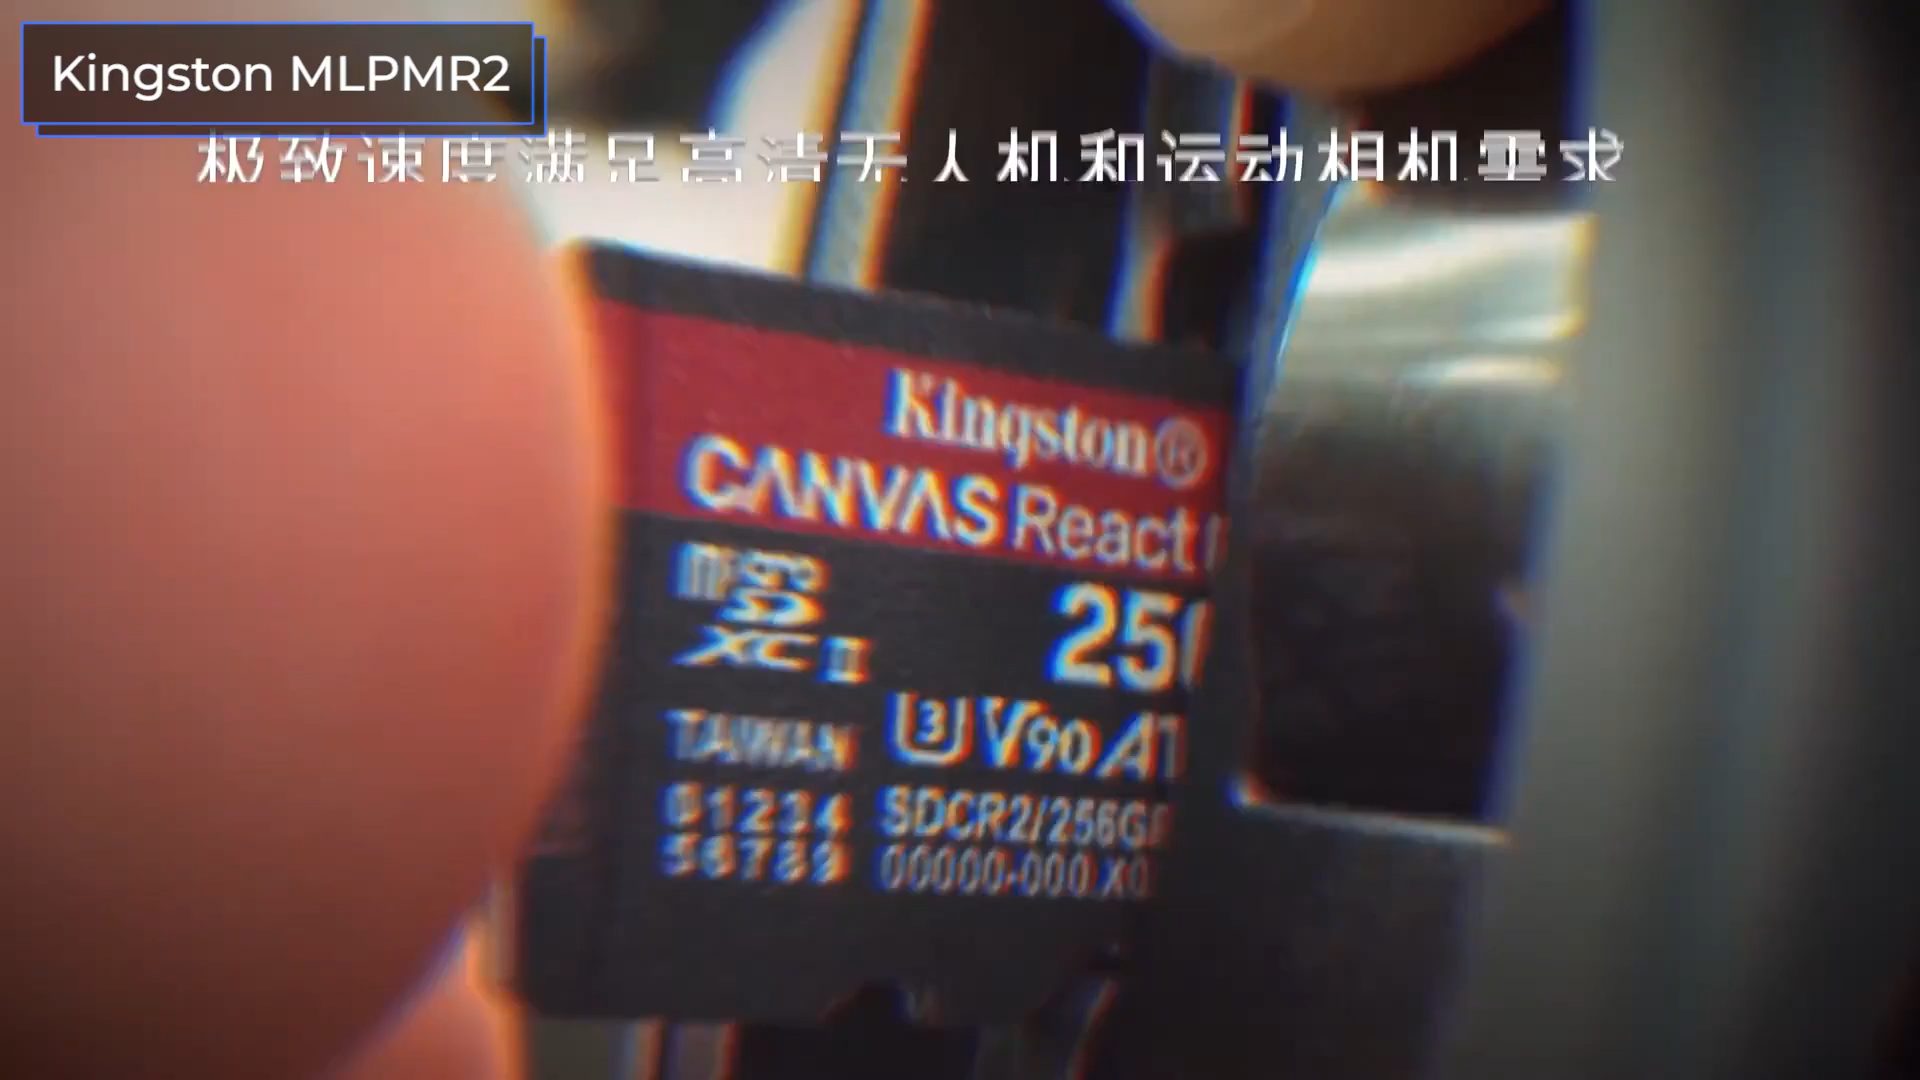 Kingston MLPMR2
极致速度满足高清无人机和运动相机要求
Kingston®
CANVAS React
micro
SD
XC II
25
TAIWAN
U3 V90 A1
01234
SDCR2/256G
56789
00000-000.X0